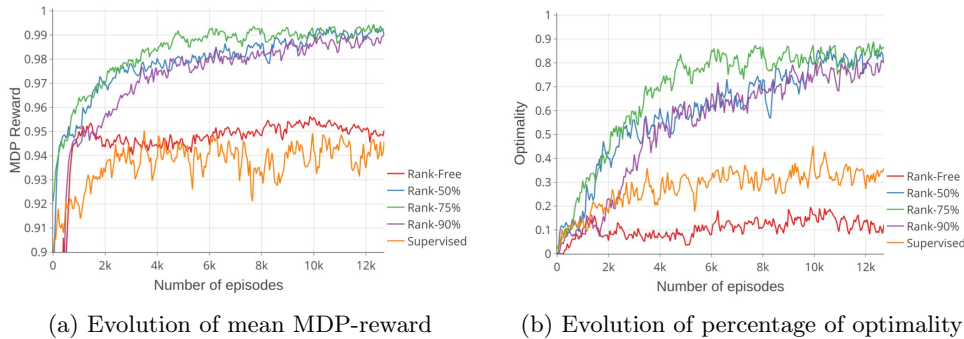 1
0.99
0.98
0.97
0.96
0.95
0.94
0.93
0.92
0.91
0.9
MDP Reward
0
2k
4k
6k
8k
10k
12k
Number of episodes
Rank-Free
Rank-50%
Rank-75%
Rank-90%
Supervised
(a) Evolution of mean MDP-reward
1
0.9
0.8
0.7
0.6
0.5
0.4
0.3
0.2
0.1
0
Optimality
0
2k
4k
6k
8k
10k
12k
Number of episodes
Rank-Free
Rank-50%
Rank-75%
Rank-90%
Supervised
(b) Evolution of percentage of optimality